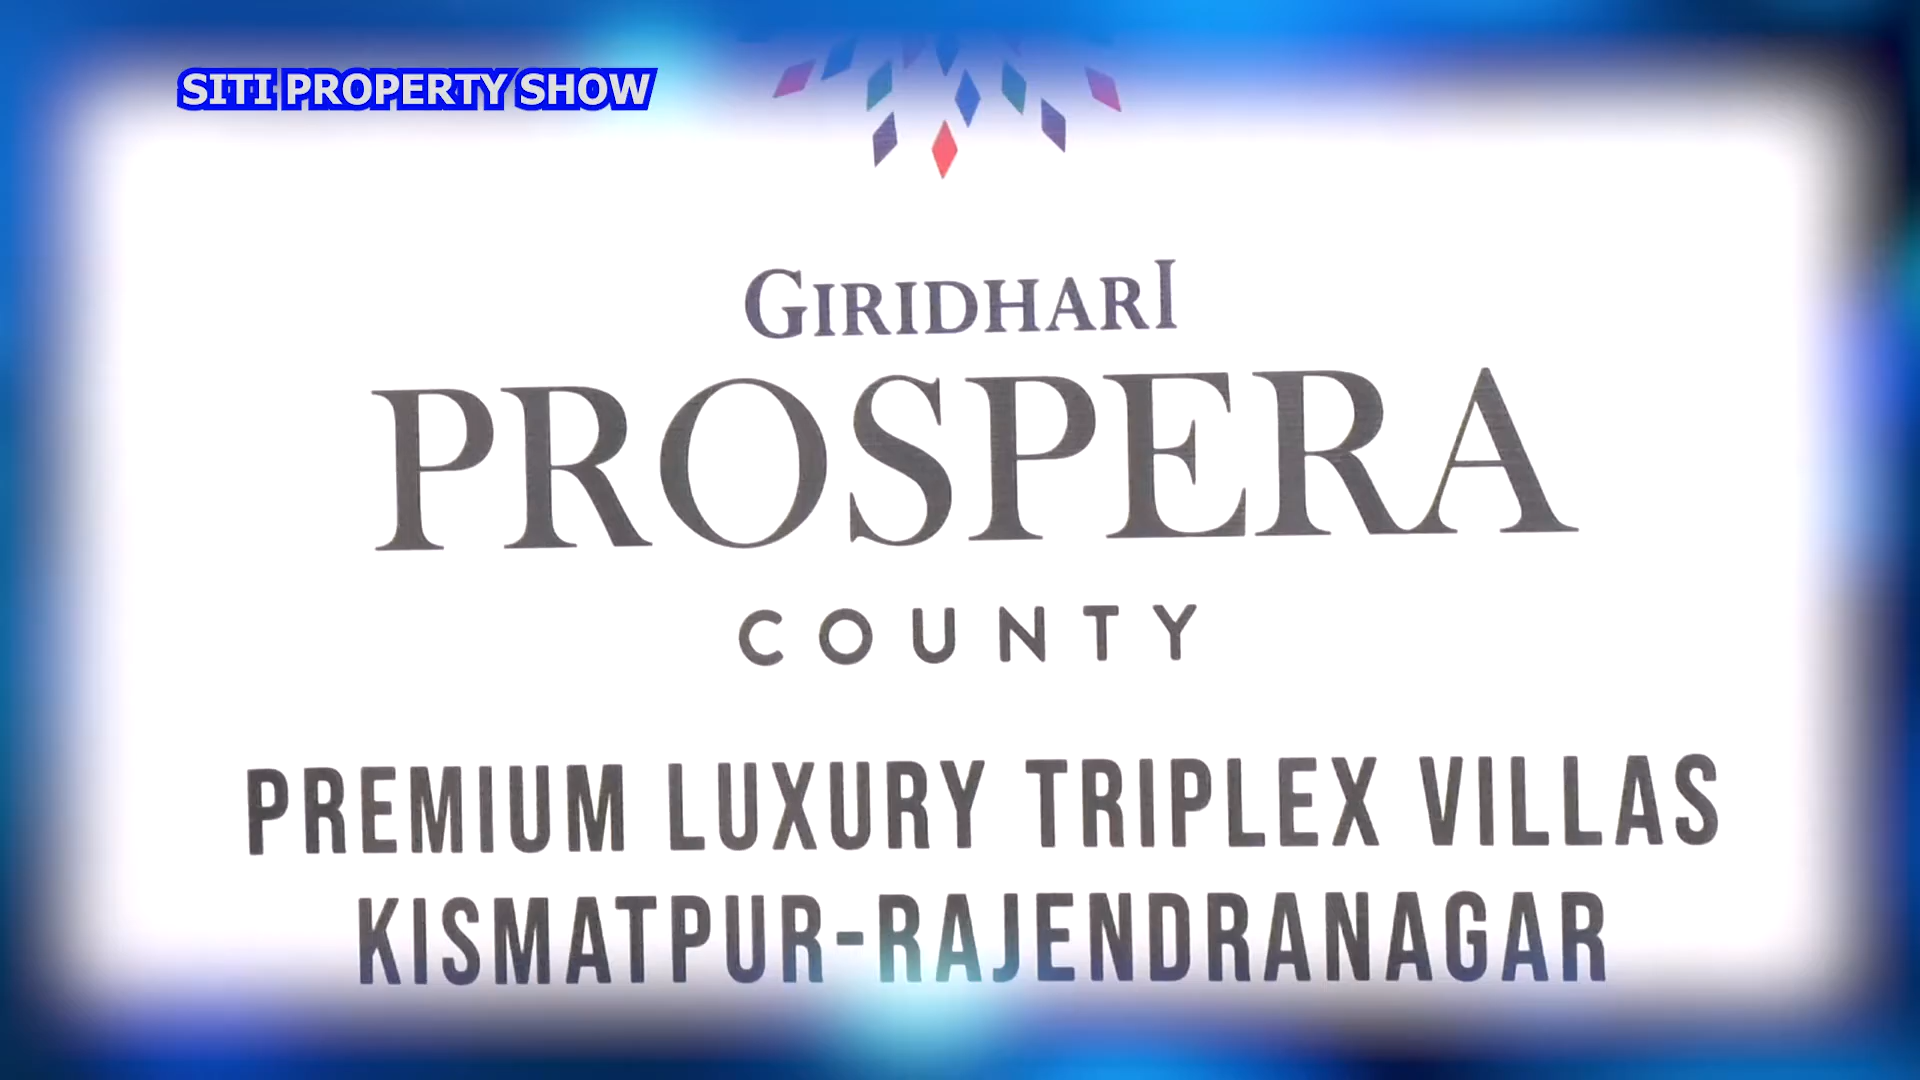 SITI PROPERTY SHOW
GIRIDHARI
PROSPERA
COUNTY
PREMIUM LUXURY TRIPLEX VILLAS
KISMATPUR-RAJENDRANAGAR